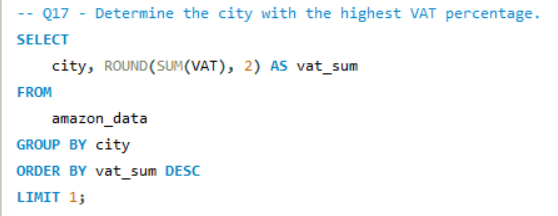 -- Q17 - Determine the city with the highest VAT percentage.
SELECT
    city, ROUND(SUM(VAT), 2) AS vat_sum
FROM
    amazon_data
GROUP BY city
ORDER BY vat_sum DESC
LIMIT 1;